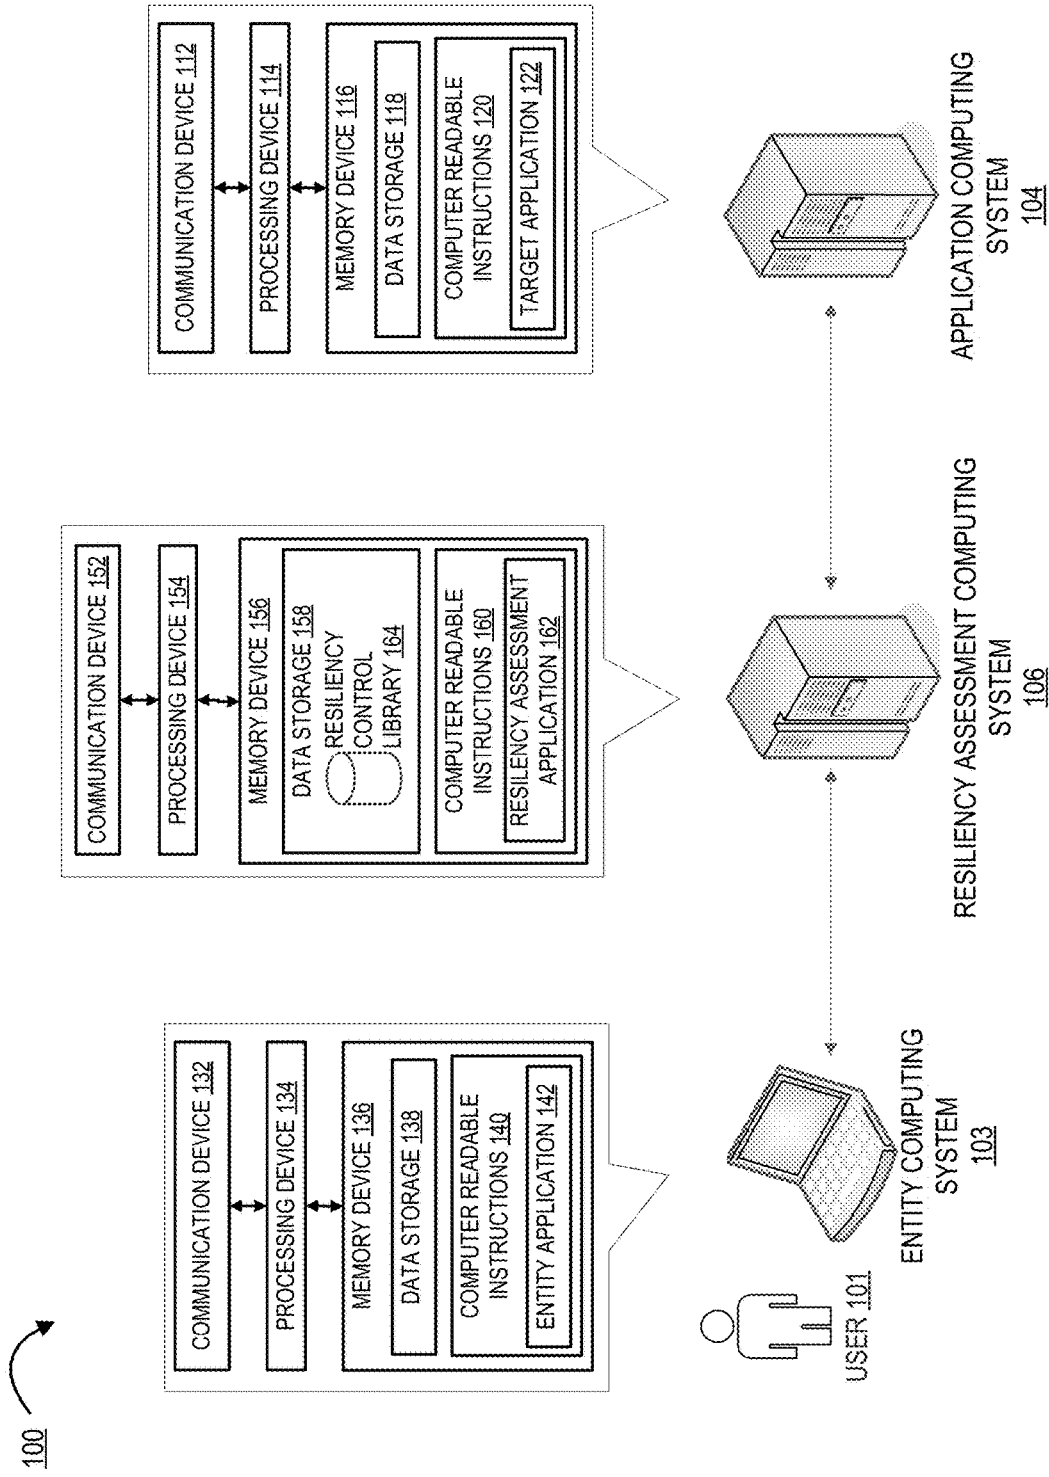 100
COMMUNICATION DEVICE 132
PROCESSING DEVICE 134
MEMORY DEVICE 136
DATA STORAGE 138
COMPUTER READABLE
INSTRUCTIONS 140
ENTITY APPLICATION 142
USER 101
ENTITY COMPUTING
SYSTEM
103
COMMUNICATION DEVICE 152
PROCESSING DEVICE 154
MEMORY DEVICE 156
DATA STORAGE 158
RESILIENCY
CONTROL
LIBRARY 164
COMPUTER READABLE
INSTRUCTIONS 160
RESILIENCY ASSESSMENT
APPLICATION 162
RESILIENCY ASSESSMENT COMPUTING
SYSTEM
106
COMMUNICATION DEVICE 112
PROCESSING DEVICE 114
MEMORY DEVICE 116
DATA STORAGE 118
COMPUTER READABLE
INSTRUCTIONS 120
TARGET APPLICATION 122
APPLICATION COMPUTING
SYSTEM
104